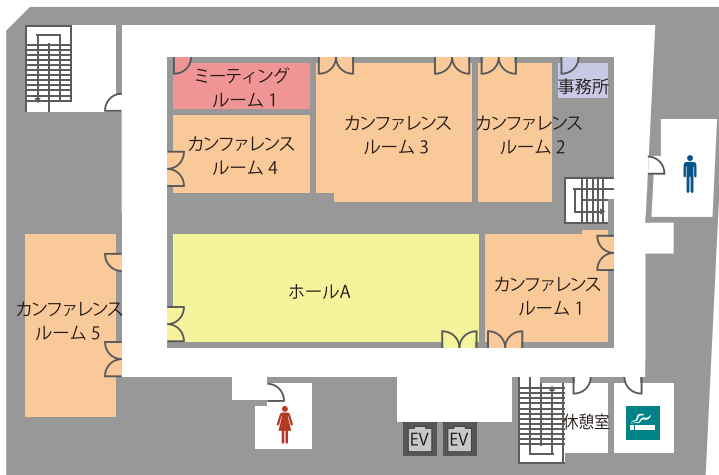 ミーティング
ルーム 1
カンファレンス
ルーム 4
カンファレンス
ルーム 3
カンファレンス
ルーム 2
事務所
カンファレンス
ルーム 5
ホールA
カンファレンス
ルーム 1
EV
EV
休憩室